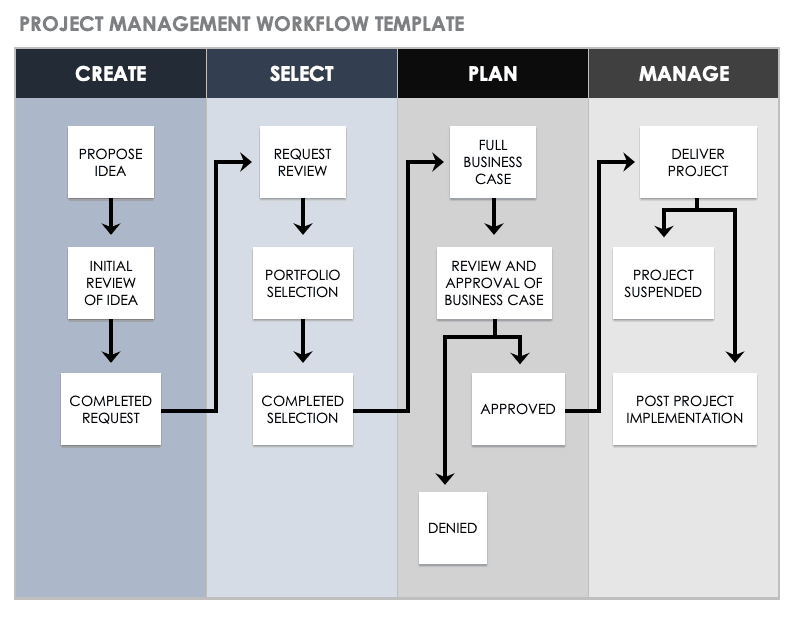 PROJECT MANAGEMENT WORKFLOW TEMPLATE
CREATE
SELECT
PLAN
MANAGE
PROPOSE
IDEA
INITIAL
REVIEW
OF IDEA
COMPLETED
REQUEST
REQUEST
REVIEW
PORTFOLIO
SELECTION
COMPLETED
SELECTION
FULL
BUSINESS
CASE
REVIEW AND
APPROVAL OF
BUSINESS CASE
APPROVED
DENIED
DELIVER
PROJECT
PROJECT
SUSPENDED
POST PROJECT
IMPLEMENTATION